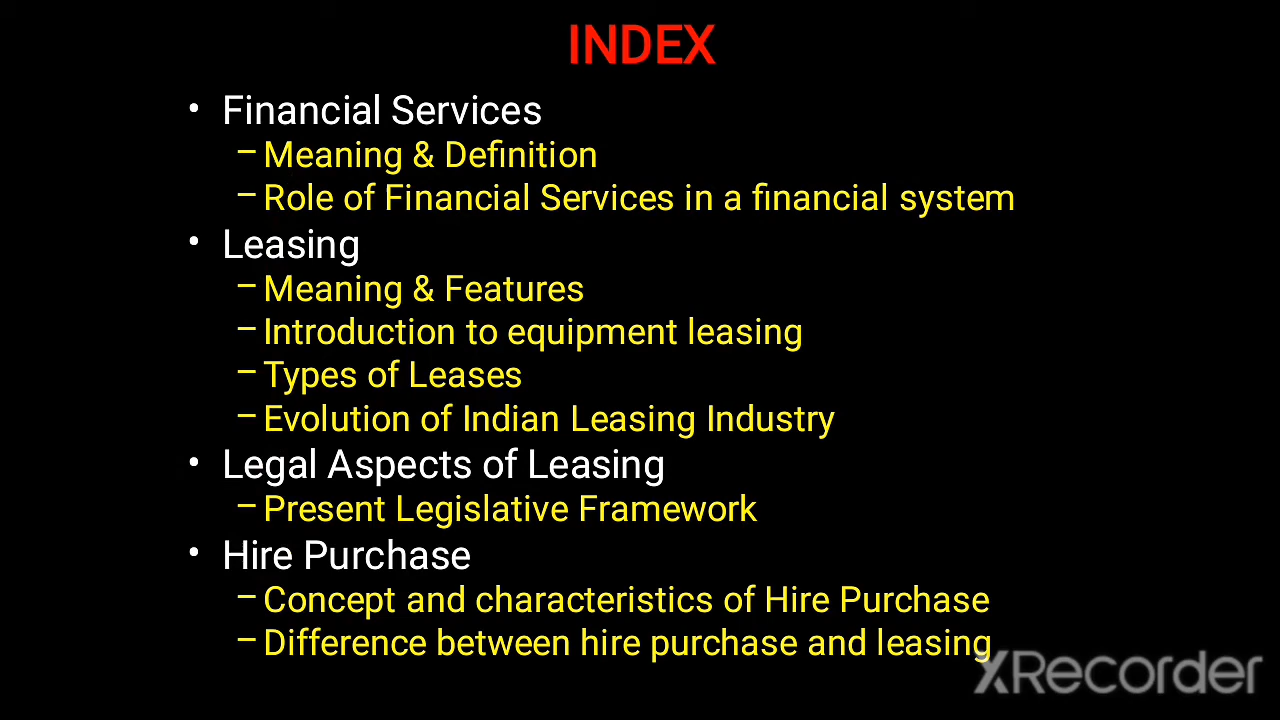 INDEX
• Financial Services
– Meaning & Definition
– Role of Financial Services in a financial system
• Leasing
– Meaning & Features
– Introduction to equipment leasing
– Types of Leases
– Evolution of Indian Leasing Industry
• Legal Aspects of Leasing
– Present Legislative Framework
• Hire Purchase
– Concept and characteristics of Hire Purchase
– Difference between hire purchase and leasing
XRecorder